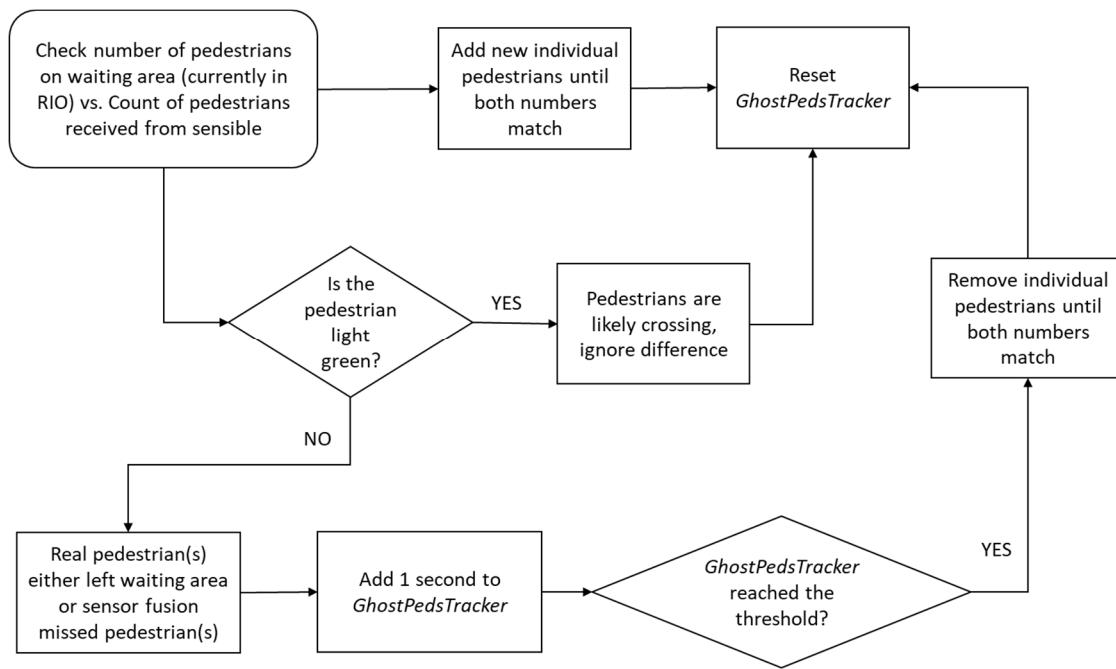 Check number of pedestrians
on waiting area (currently in
RIO) vs. Count of pedestrians
received from sensible
Add new individual
pedestrians until
both numbers
match
Reset
GhostPedsTracker
Is the
pedestrian
light
green?
YES
Pedestrians are
likely crossing,
ignore difference
Remove individual
pedestrians until
both numbers
match
NO
Real pedestrian(s)
either left waiting area
or sensor fusion
missed pedestrian(s)
Add 1 second to
GhostPedsTracker
GhostPedsTracker
reached the
threshold?
YES